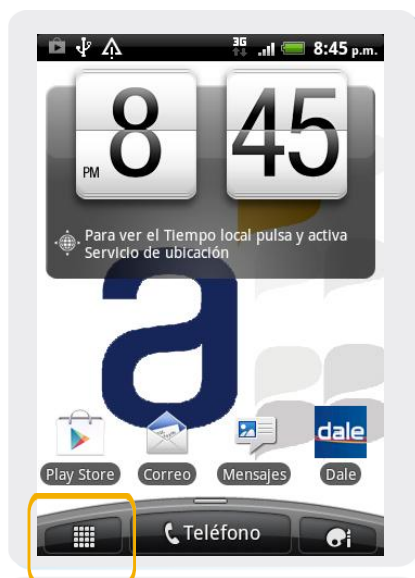 3G 8:45 p.m.
8 45
PM
Para ver el Tiempo local pulsa y activa
Servicio de ubicación
a
Play Store Correo Mensajes dale
Dale
Teléfono